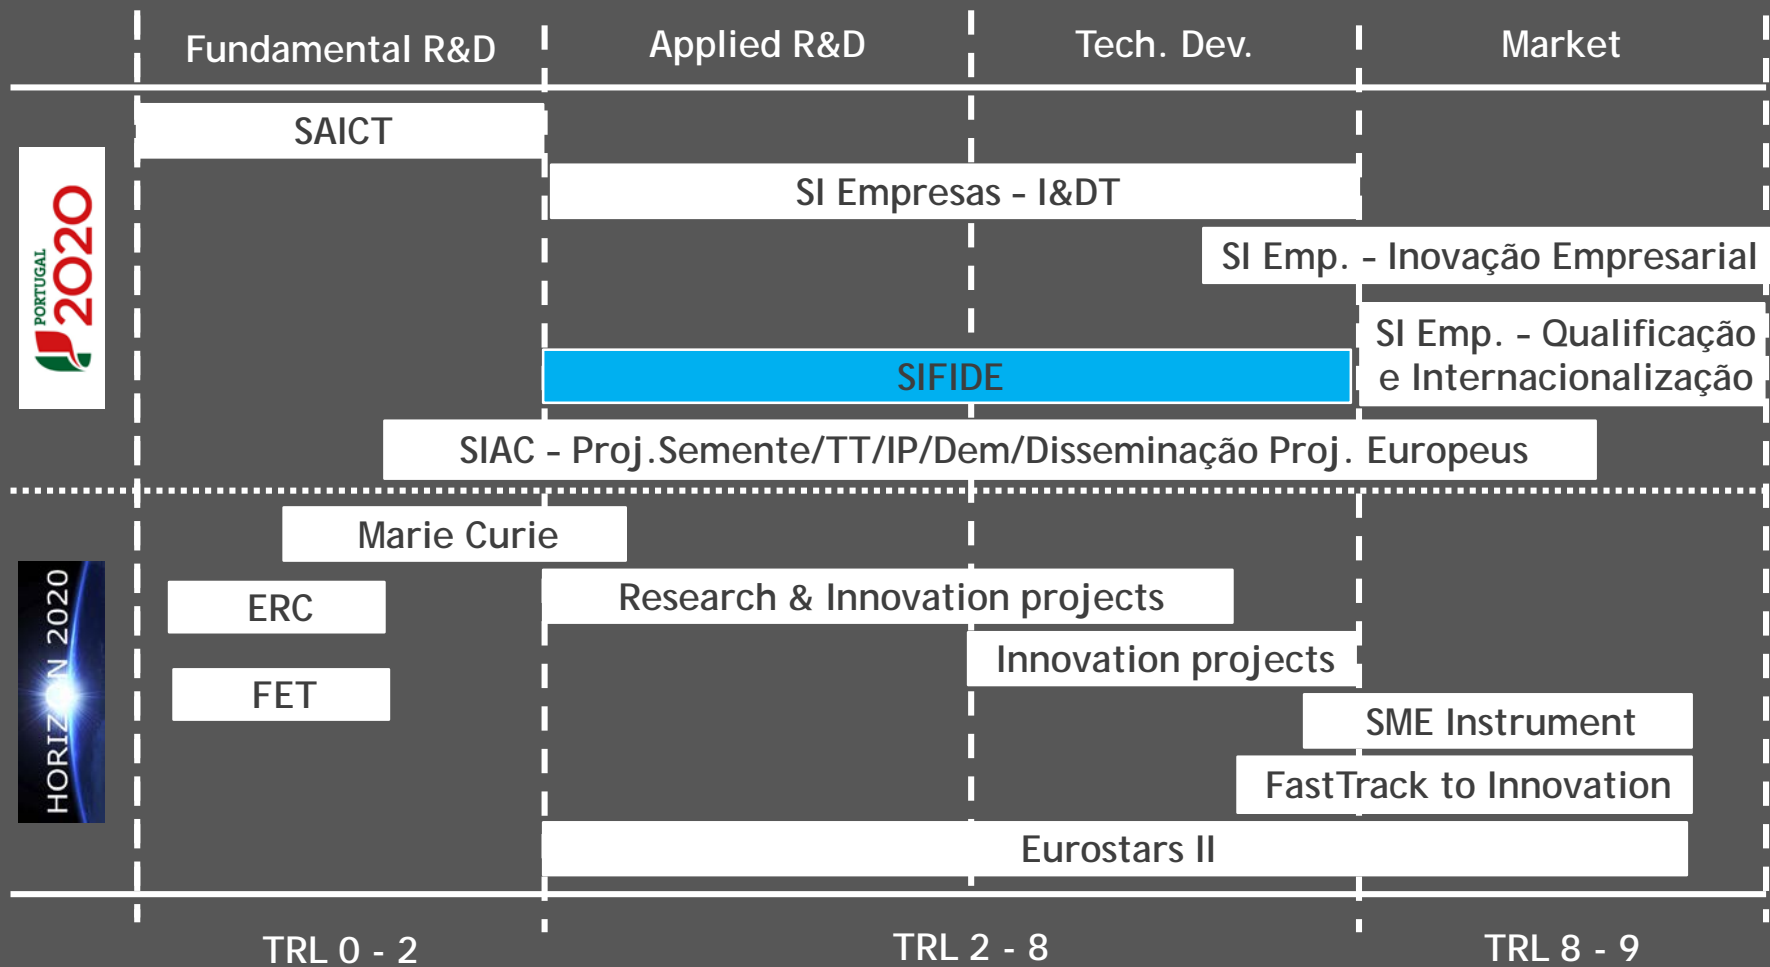 Fundamental R&D
Applied R&D
Tech. Dev.
Market
SAICT
SI Empresas - I&DT
SI Emp. - Inovação Empresarial
PORTUGAL
2020
SI Emp. - Qualificação
e Internacionalização
SIFIDE
SIAC - Proj.Semente/TT/IP/Dem/Disseminação Proj. Europeus
Marie Curie
HORIZON 2020
ERC
Research & Innovation projects
Innovation projects
FET
SME Instrument
FastTrack to Innovation
Eurostars II
TRL 0 - 2
TRL 2 - 8
TRL 8 - 9